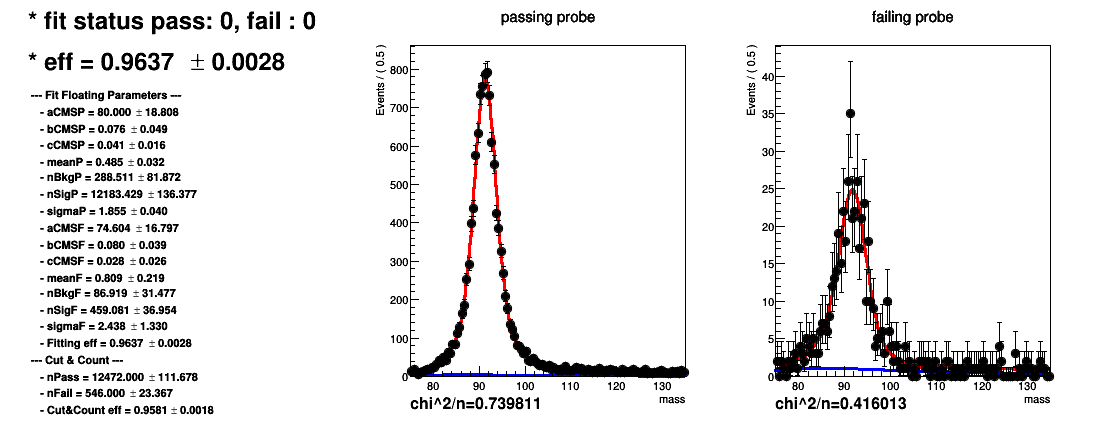 * fit status pass: 0, fail : 0
* eff = 0.9637 ± 0.0028
--- Fit Floating Parameters ---
- aCMSP = 80.000 ± 18.808
- bCMSP = 0.076 ± 0.049
- cCMSP = 0.041 ± 0.016
- meanP = 0.485 ± 0.032
- nBkgP = 288.511 ± 81.872
- nSigP = 12183.429 ± 136.377
- sigmaP = 1.855 ± 0.040
- aCMSF = 74.604 ± 16.797
- bCMSF = 0.080 ± 0.039
- cCMSF = 0.028 ± 0.026
- meanF = 0.809 ± 0.219
- nBkgF = 86.919 ± 31.477
- nSigF = 459.081 ± 36.954
- sigmaF = 2.438 ± 1.330
- Fitting eff = 0.9637 ± 0.0028
--- Cut & Count ---
- nPass = 12472.000 ± 111.678
- nFail = 546.000 ± 23.367
- Cut&Count eff = 0.9581 ± 0.0018
passing probe
Events / ( 0.5 )
800
700
600
500
400
300
200
100
0
80 90 100 110 120 130
mass
chi^2/n=0.739811
failing probe
Events / ( 0.5 )
40
35
30
25
20
15
10
5
0
80 90 100 110 120 130
mass
chi^2/n=0.416013